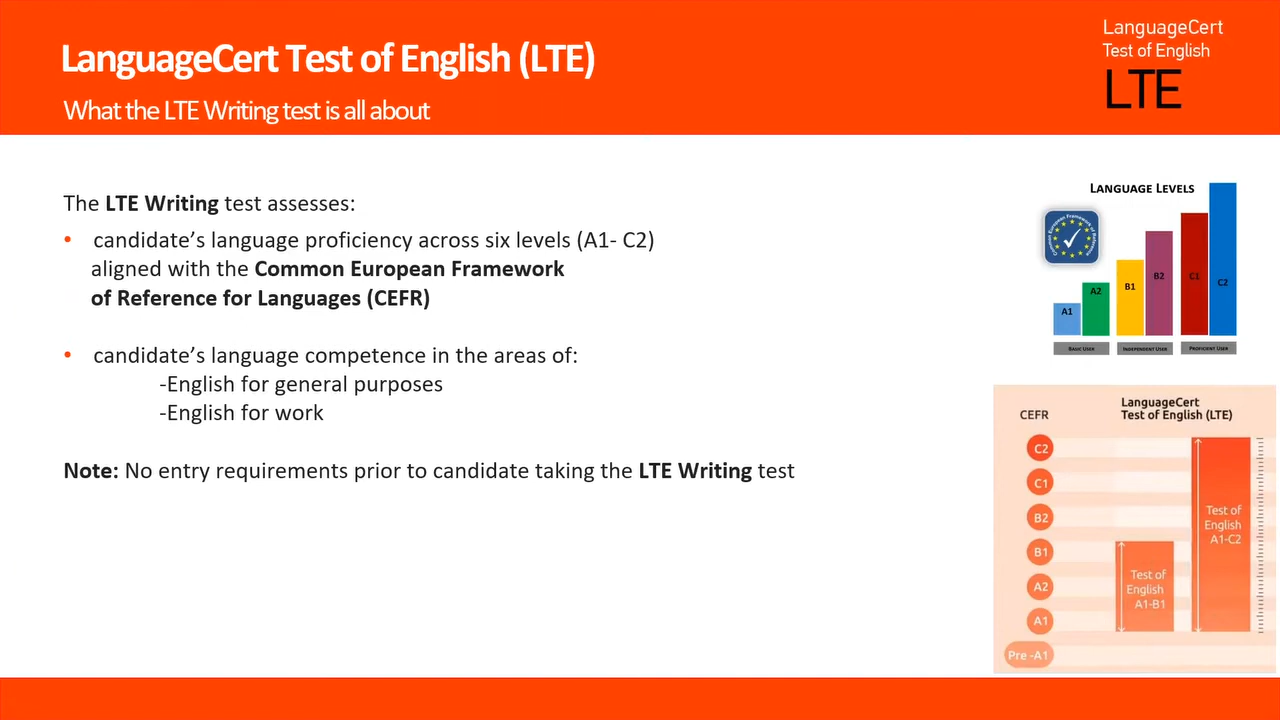 LanguageCert Test of English (LTE)
What the LTE Writing test is all about
LanguageCert
Test of English
LTE
The LTE Writing test assesses:
• candidate’s language proficiency across six levels (A1- C2)
aligned with the Common European Framework
of Reference for Languages (CEFR)
• candidate’s language competence in the areas of:
-English for general purposes
-English for work
Note: No entry requirements prior to candidate taking the LTE Writing test
LANGUAGE LEVELS
Common European Framework of Reference
A1
A2
B1
B2
C1
C2
BASIC USER
INDEPENDENT USER
PROFICIENT USER
CEFR
LanguageCert
Test of English (LTE)
C2
C1
B2
B1
A2
A1
Pre -A1
Test of
English
A1-B1
Test of
English
A1-C2